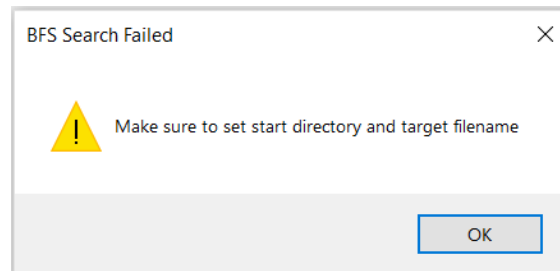 BFS Search Failed
Make sure to set start directory and target filename
OK